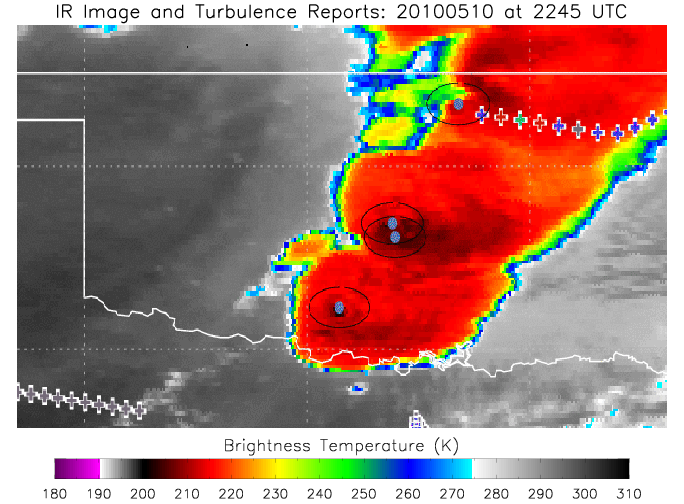 IR Image and Turbulence Reports: 20100510 at 2245 UTC
Brightness Temperature (K)
180 190 200 210 220 230 240 250 260 270 280 290 300 310